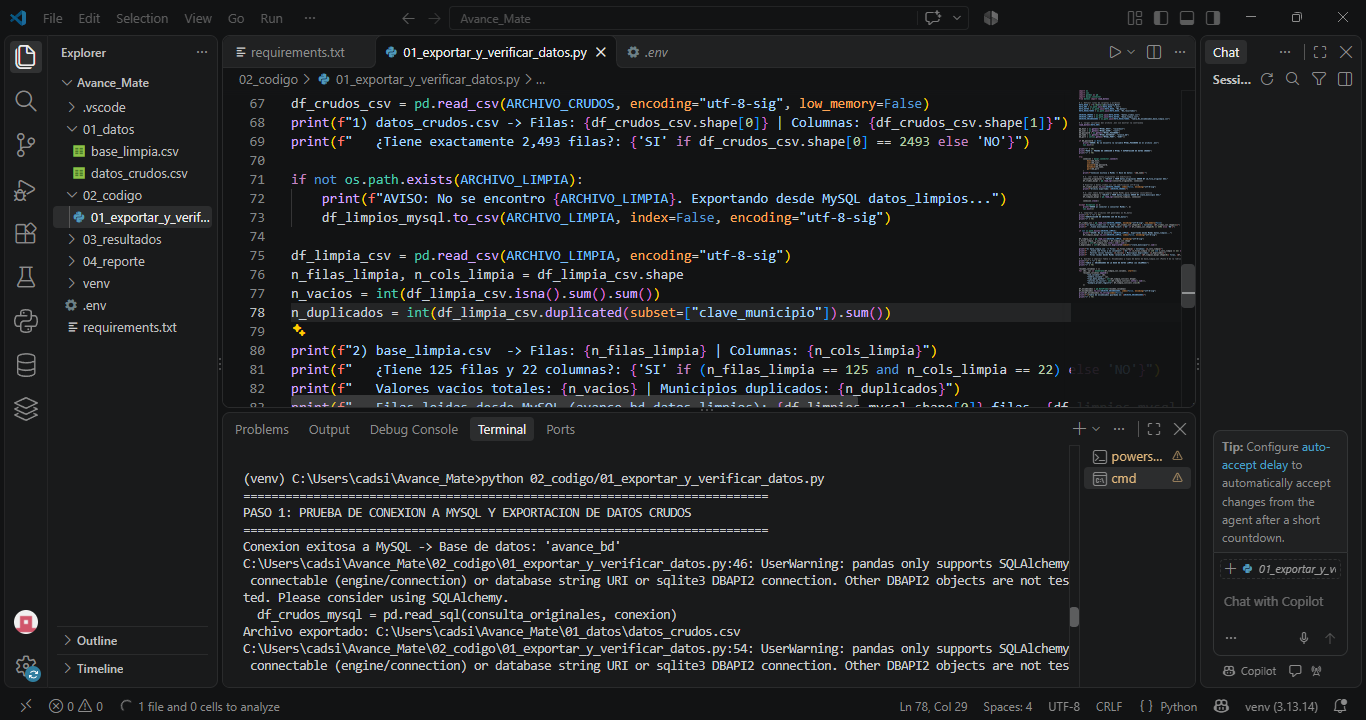 File Edit Selection View Go Run ···
Avance_Mate
Explorer
Avance_Mate
.vscode
01_datos
base_limpia.csv
datos_crudos.csv
02_codigo
01_exportar_y_verif...
03_resultados
04_reporte
venv
.env
requirements.txt
Outline
Timeline
requirements.txt
01_exportar_y_verificar_datos.py
.env
02_codigo > 01_exportar_y_verificar_datos.py > ...
67 df_crudos_csv = pd.read_csv(ARCHIVO_CRUDOS, encoding="utf-8-sig", low_memory=False)
68 print(f"1) datos_crudos.csv -> Filas: {df_crudos_csv.shape[0]} | Columnas: {df_crudos_csv.shape[1]}")
69 print(f"   ¿Tiene exactamente 2,493 filas?: {'SI' if df_crudos_csv.shape[0] == 2493 else 'NO'}")
70
71 if not os.path.exists(ARCHIVO_LIMPIA):
72     print(f"AVISO: No se encontro {ARCHIVO_LIMPIA}. Exportando desde MySQL datos_limpios...")
73     df_limpios_mysql.to_csv(ARCHIVO_LIMPIA, index=False, encoding="utf-8-sig")
74
75 df_limpia_csv = pd.read_csv(ARCHIVO_LIMPIA, encoding="utf-8-sig")
76 n_filas_limpia, n_cols_limpia = df_limpia_csv.shape
77 n_vacios = int(df_limpia_csv.isna().sum().sum())
78 n_duplicados = int(df_limpia_csv.duplicated(subset=["clave_municipio"]).sum())
79
80 print(f"2) base_limpia.csv  -> Filas: {n_filas_limpia} | Columnas: {n_cols_limpia}")
81 print(f"   ¿Tiene 125 filas y 22 columnas?: {'SI' if (n_filas_limpia == 125 and n_cols_limpia == 22) else 'NO'}")
82 print(f"   Valores vacios totales: {n_vacios} | Municipios duplicados: {n_duplicados}")
83 print(f"   Filas leidas desde MySQL (avance_bd.datos_limpios): {df_limpios_mysql.shape[0]} filas, {df_limpios_mysql
Problems Output Debug Console Terminal Ports
powers...
cmd
(venv) C:\Users\cadsi\Avance_Mate>python 02_codigo/01_exportar_y_verificar_datos.py
======================================================================
PASO 1: PRUEBA DE CONEXION A MYSQL Y EXPORTACION DE DATOS CRUDOS
======================================================================
Conexion exitosa a MySQL -> Base de datos: 'avance_bd'
C:\Users\cadsi\Avance_Mate\02_codigo\01_exportar_y_verificar_datos.py:46: UserWarning: pandas only supports SQLAlchemy
 connectable (engine/connection) or database string URI or sqlite3 DBAPI2 connection. Other DBAPI2 objects are not tes
ted. Please consider using SQLAlchemy.
  df_crudos_mysql = pd.read_sql(consulta_originales, conexion)
Archivo exportado: C:\Users\cadsi\Avance_Mate\01_datos\datos_crudos.csv
C:\Users\cadsi\Avance_Mate\02_codigo\01_exportar_y_verificar_datos.py:54: UserWarning: pandas only supports SQLAlchemy
 connectable (engine/connection) or database string URI or sqlite3 DBAPI2 connection. Other DBAPI2 objects are not tes
Chat
Sessi...
Tip: Configure auto-
accept delay to
automatically accept
changes from the
agent after a short
countdown.
01_exportar_y_v
Chat with Copilot
Copilot
0 0 1 file and 0 cells to analyze
Ln 78, Col 29 Spaces: 4 UTF-8 CRLF { } Python venv (3.13.14)